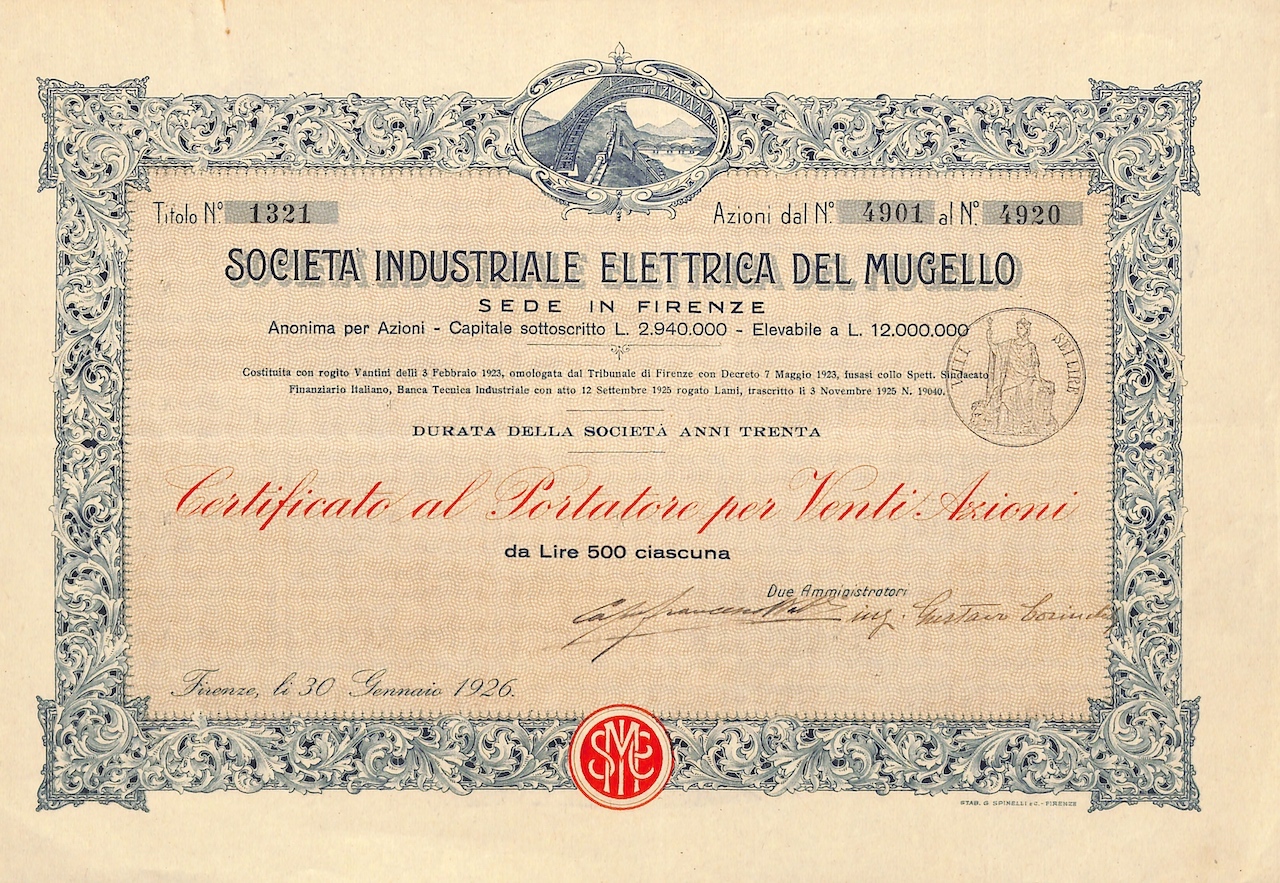 Titolo N.º 1321
Azioni dal N.º 4901 al N.º 4920
SOCIETÀ INDUSTRIALE ELETTRICA DEL MUGELLO
SEDE IN FIRENZE
Anonima per Azioni - Capitale sottoscritto L. 2.940.000 - Elevabile a L. 12.000.000
Costituita con rogito Vantini delli 3 Febbraio 1923, omologata dal Tribunale di Firenze con Decreto 7 Maggio 1923, fusasi collo Spett. Sindacato
Finanziario Italiano, Banca Tecnica Industriale con atto 12 Settembre 1925 rogato Lami, trascritto li 3 Novembre 1925 N. 19040.
SEI LIRE
DURATA DELLA SOCIETÀ ANNI TRENTA
Certificato al Portatore per Venti Azioni
da Lire 500 ciascuna
Due Amministratori
ing. Gustavo
Firenze, li 30 Gennaio 1926.
STAB. G. SPINELLI & C. - FIRENZE